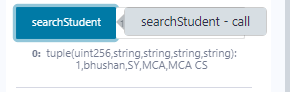 searchStudent
searchStudent - call
0: tuple(uint256,string,string,string,string):
1,bhushan,SY,MCA,MCA CS